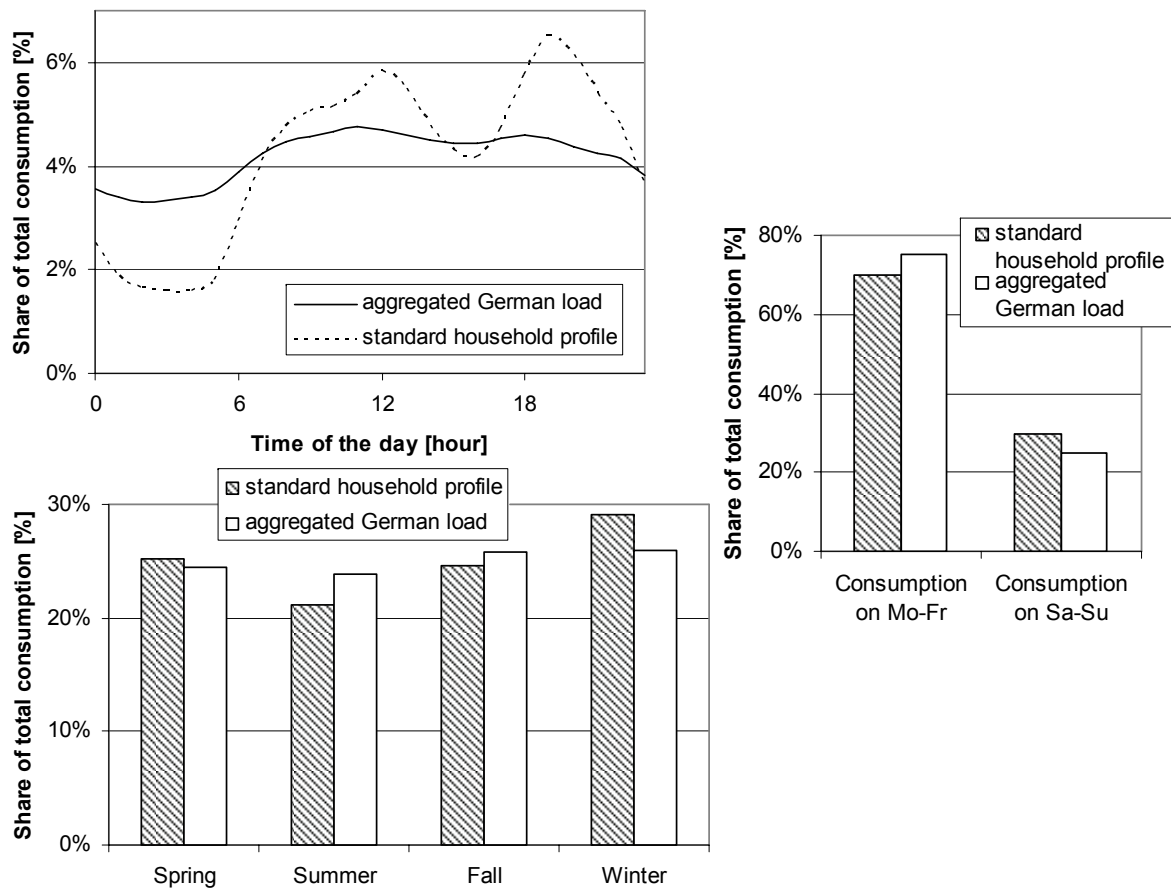 Share of total consumption [%]
6%
4%
2%
0%
aggregated German load
standard household profile
0
6
12
18
Time of the day [hour]
Share of total consumption [%]
80%
60%
40%
20%
0%
standard
household profile
aggregated
German load
Consumption
on Mo-Fr
Consumption
on Sa-Su
Share of total consumption [%]
30%
20%
10%
0%
standard household profile
aggregated German load
Spring
Summer
Fall
Winter